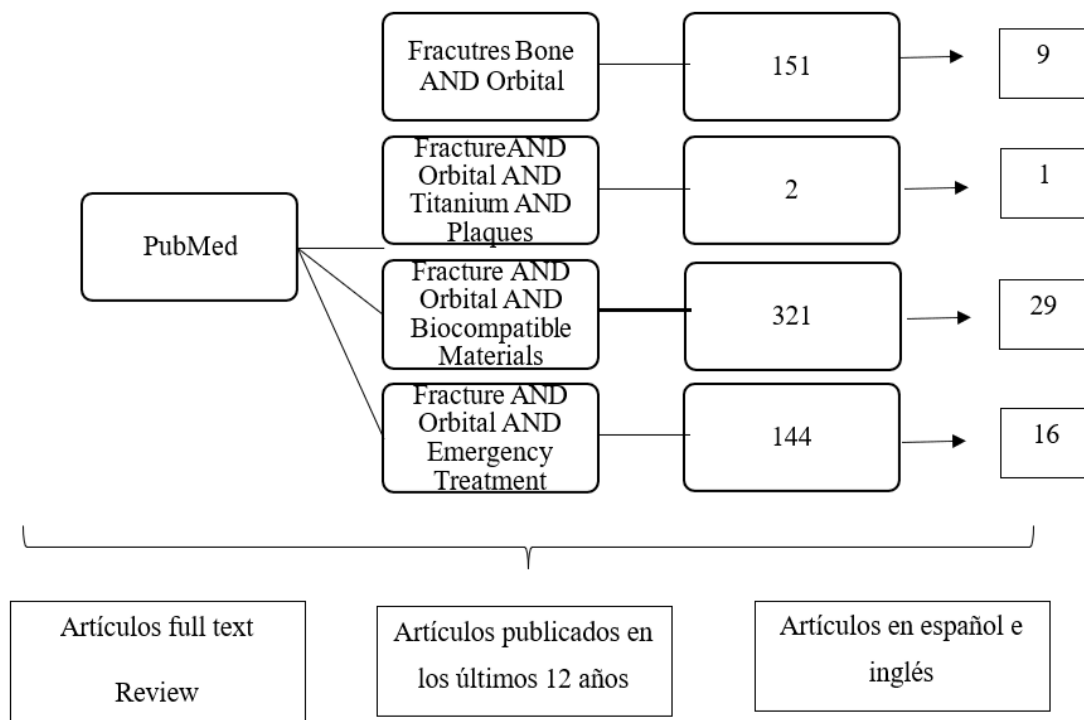 Fracutres Bone
AND Orbital
151
9
FractureAND
Orbital AND
Titanium AND
Plaques
2
1
PubMed
Fracture AND
Orbital AND
Biocompatible
Materials
321
29
Fracture AND
Orbital AND
Emergency
Treatment
144
16
Artículos full text
Review
Artículos publicados en
los últimos 12 años
Artículos en español e
inglés